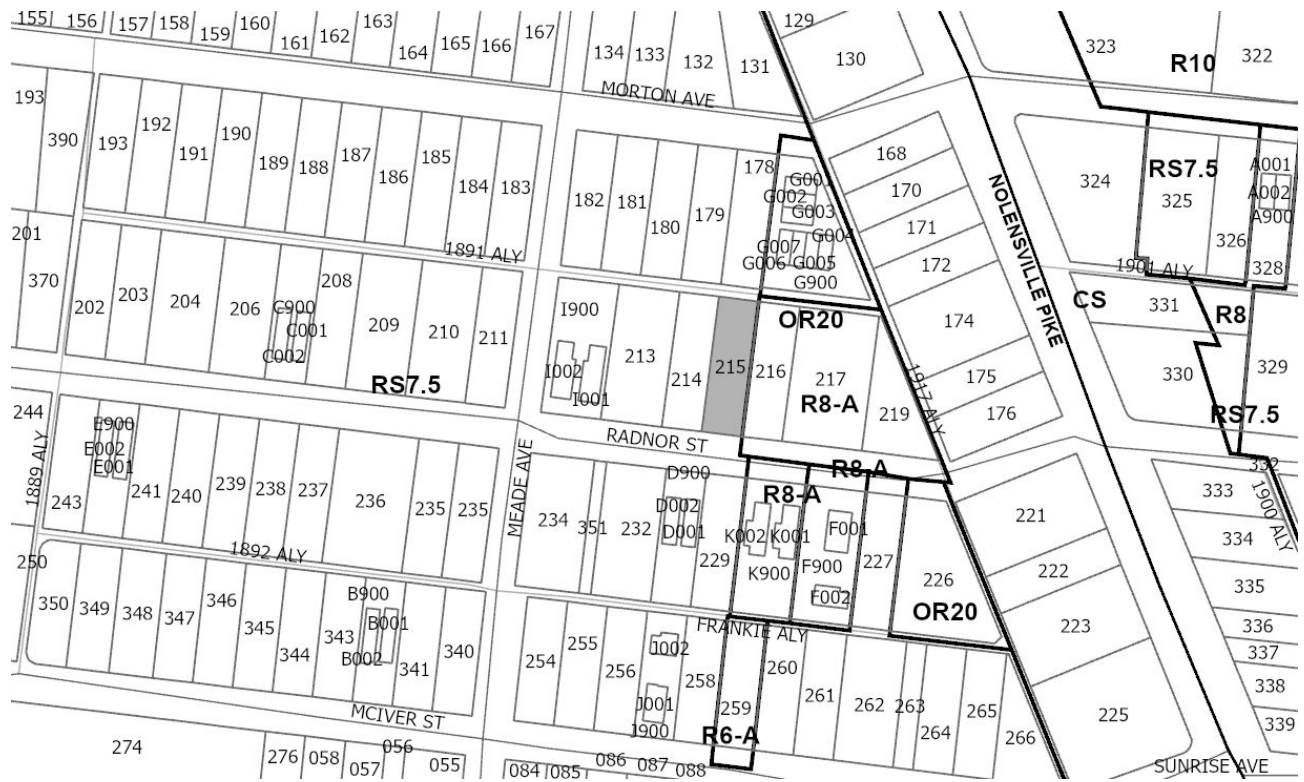 155 156 157 158 159 160 161 162 163 164 165 166 167
134 133 132 131 129 130
323 R10 322
MORTON AVE
193 390 193 192 191 190 189 188 187 186 185 184 183
182 181 180 179 178
G001
G002
G003
G004
G007
G006 G005
G900
168
170
171
172
174
175
176
NOLENSVILLE PIKE
324 RS7.5 325 326 328
A001
A002
A900
1891 ALY
1901 ALY
201 370 202 203 204 206 208 209 210 211
C900
C001
C002
RS7.5
I900
I002
I001
213 214 215 216 217 219
OR20
R8-A
1917 ALY
CS 331 R8 330 329
RS7.5
332
RADNOR ST
R8-A
MEADE AVE
1889 ALY
244 243
E900
E002
E001
241 240 239 238 237 236 235 235
234 351 232 229
D900
D002
D001
R8-A
K002 K001
K900
F001
F900
F002
227 226
OR20
221
222
223
225
333
334
335
336
337
338
339
1900 ALY
1892 ALY
250 350 349 348 347 346 345 344 343 341 340
B900
B001
B002
FRANKIE ALY
254 255 256 258 259 260 261 262 263 264 265 266
J002
J001
J900
R6-A
MCIVER ST
274 276 058 057 056 055
084 085 086 087 088
SUNRISE AVE